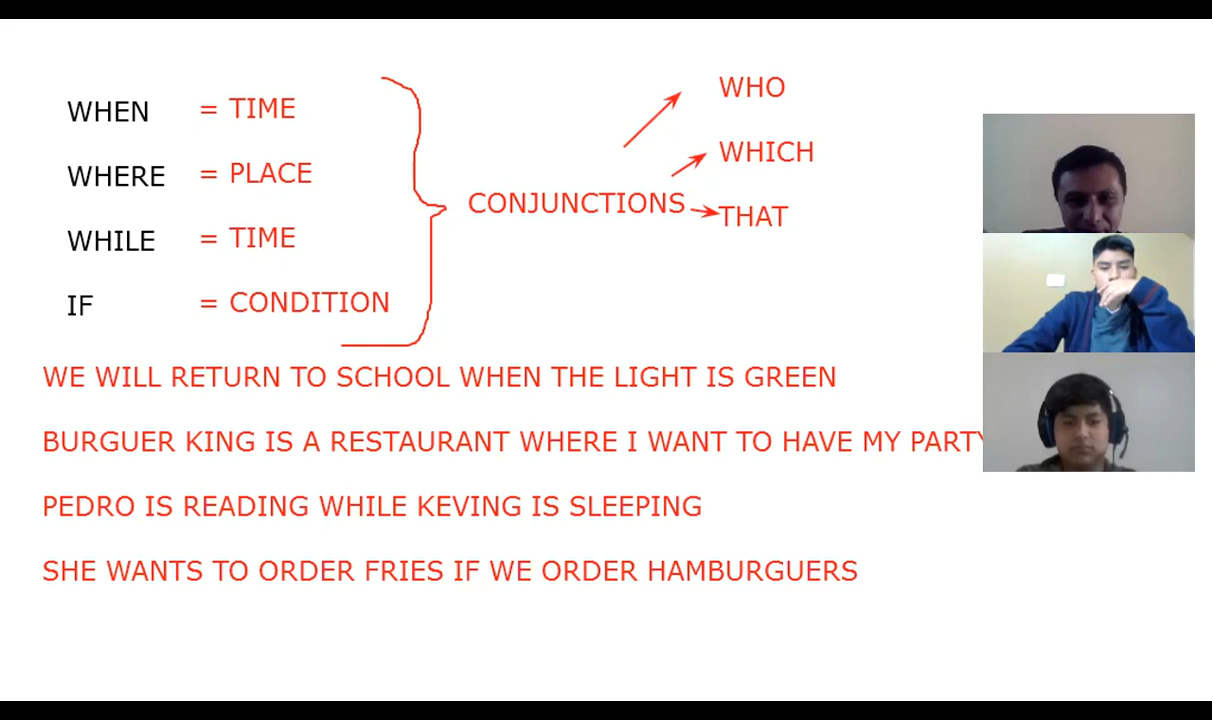 WHEN = TIME
WHERE = PLACE
WHILE = TIME
IF = CONDITION
CONJUNCTIONS
WHO
WHICH
THAT
WE WILL RETURN TO SCHOOL WHEN THE LIGHT IS GREEN
BURGUER KING IS A RESTAURANT WHERE I WANT TO HAVE MY PARTY
PEDRO IS READING WHILE KEVING IS SLEEPING
SHE WANTS TO ORDER FRIES IF WE ORDER HAMBURGUERS